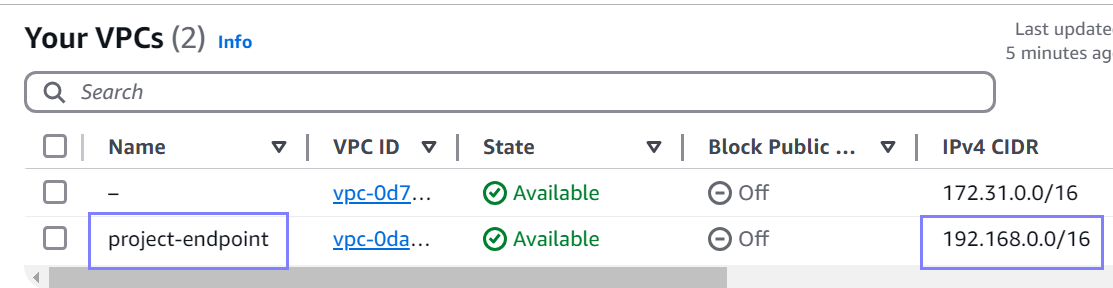 Your VPCs (2) Info
Last update
5 minutes ag
Search
Name VPC ID State Block Public ... IPv4 CIDR
– vpc-0d7... Available Off 172.31.0.0/16
project-endpoint vpc-0da... Available Off 192.168.0.0/16